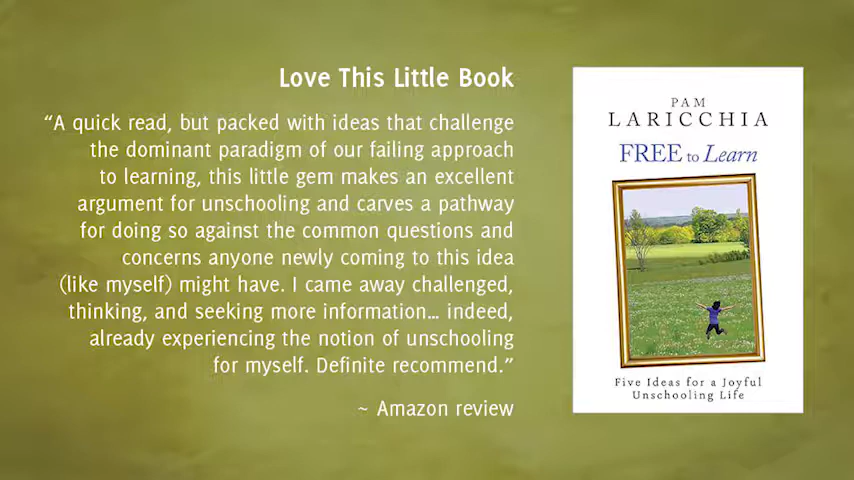 Love This Little Book
“A quick read, but packed with ideas that challenge
the dominant paradigm of our failing approach
to learning, this little gem makes an excellent
argument for unschooling and carves a pathway
for doing so against the common questions and
concerns anyone newly coming to this idea
(like myself) might have. I came away challenged,
thinking, and seeking more information... indeed,
already experiencing the notion of unschooling
for myself. Definite recommend.”
~ Amazon review
PAM
LARICCHIA
FREE to Learn
Five Ideas for a Joyful
Unschooling Life